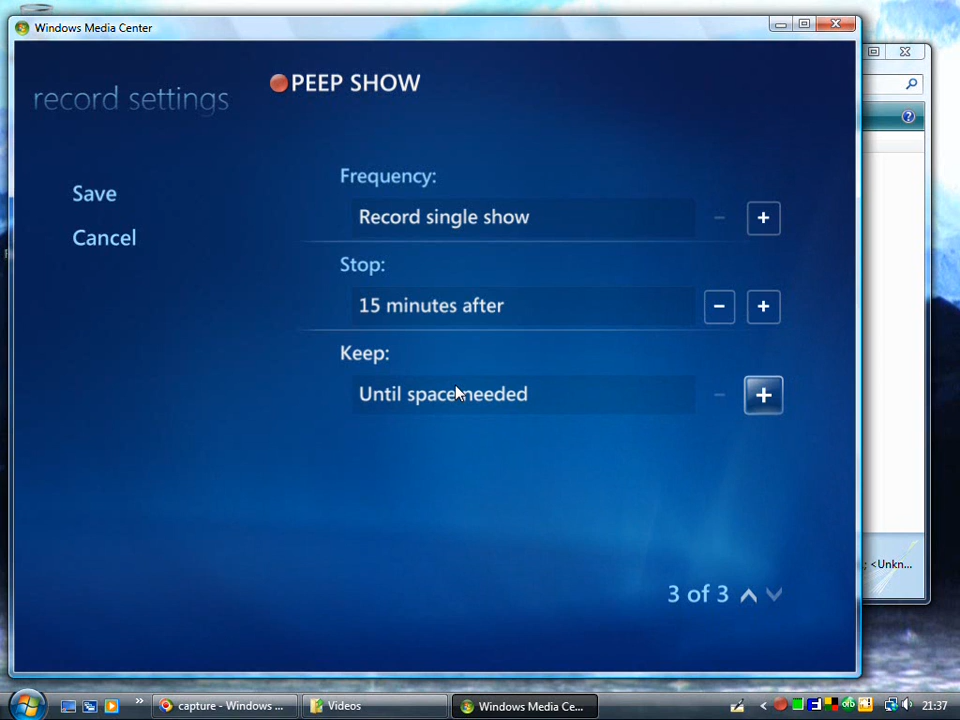 Windows Media Center
record settings
PEEP SHOW
Save
Cancel
Frequency:
Record single show
Stop:
15 minutes after
Keep:
Until space needed
3 of 3
; <Unkn...
capture - Windows ...
Videos
Windows Media Ce...
21:37